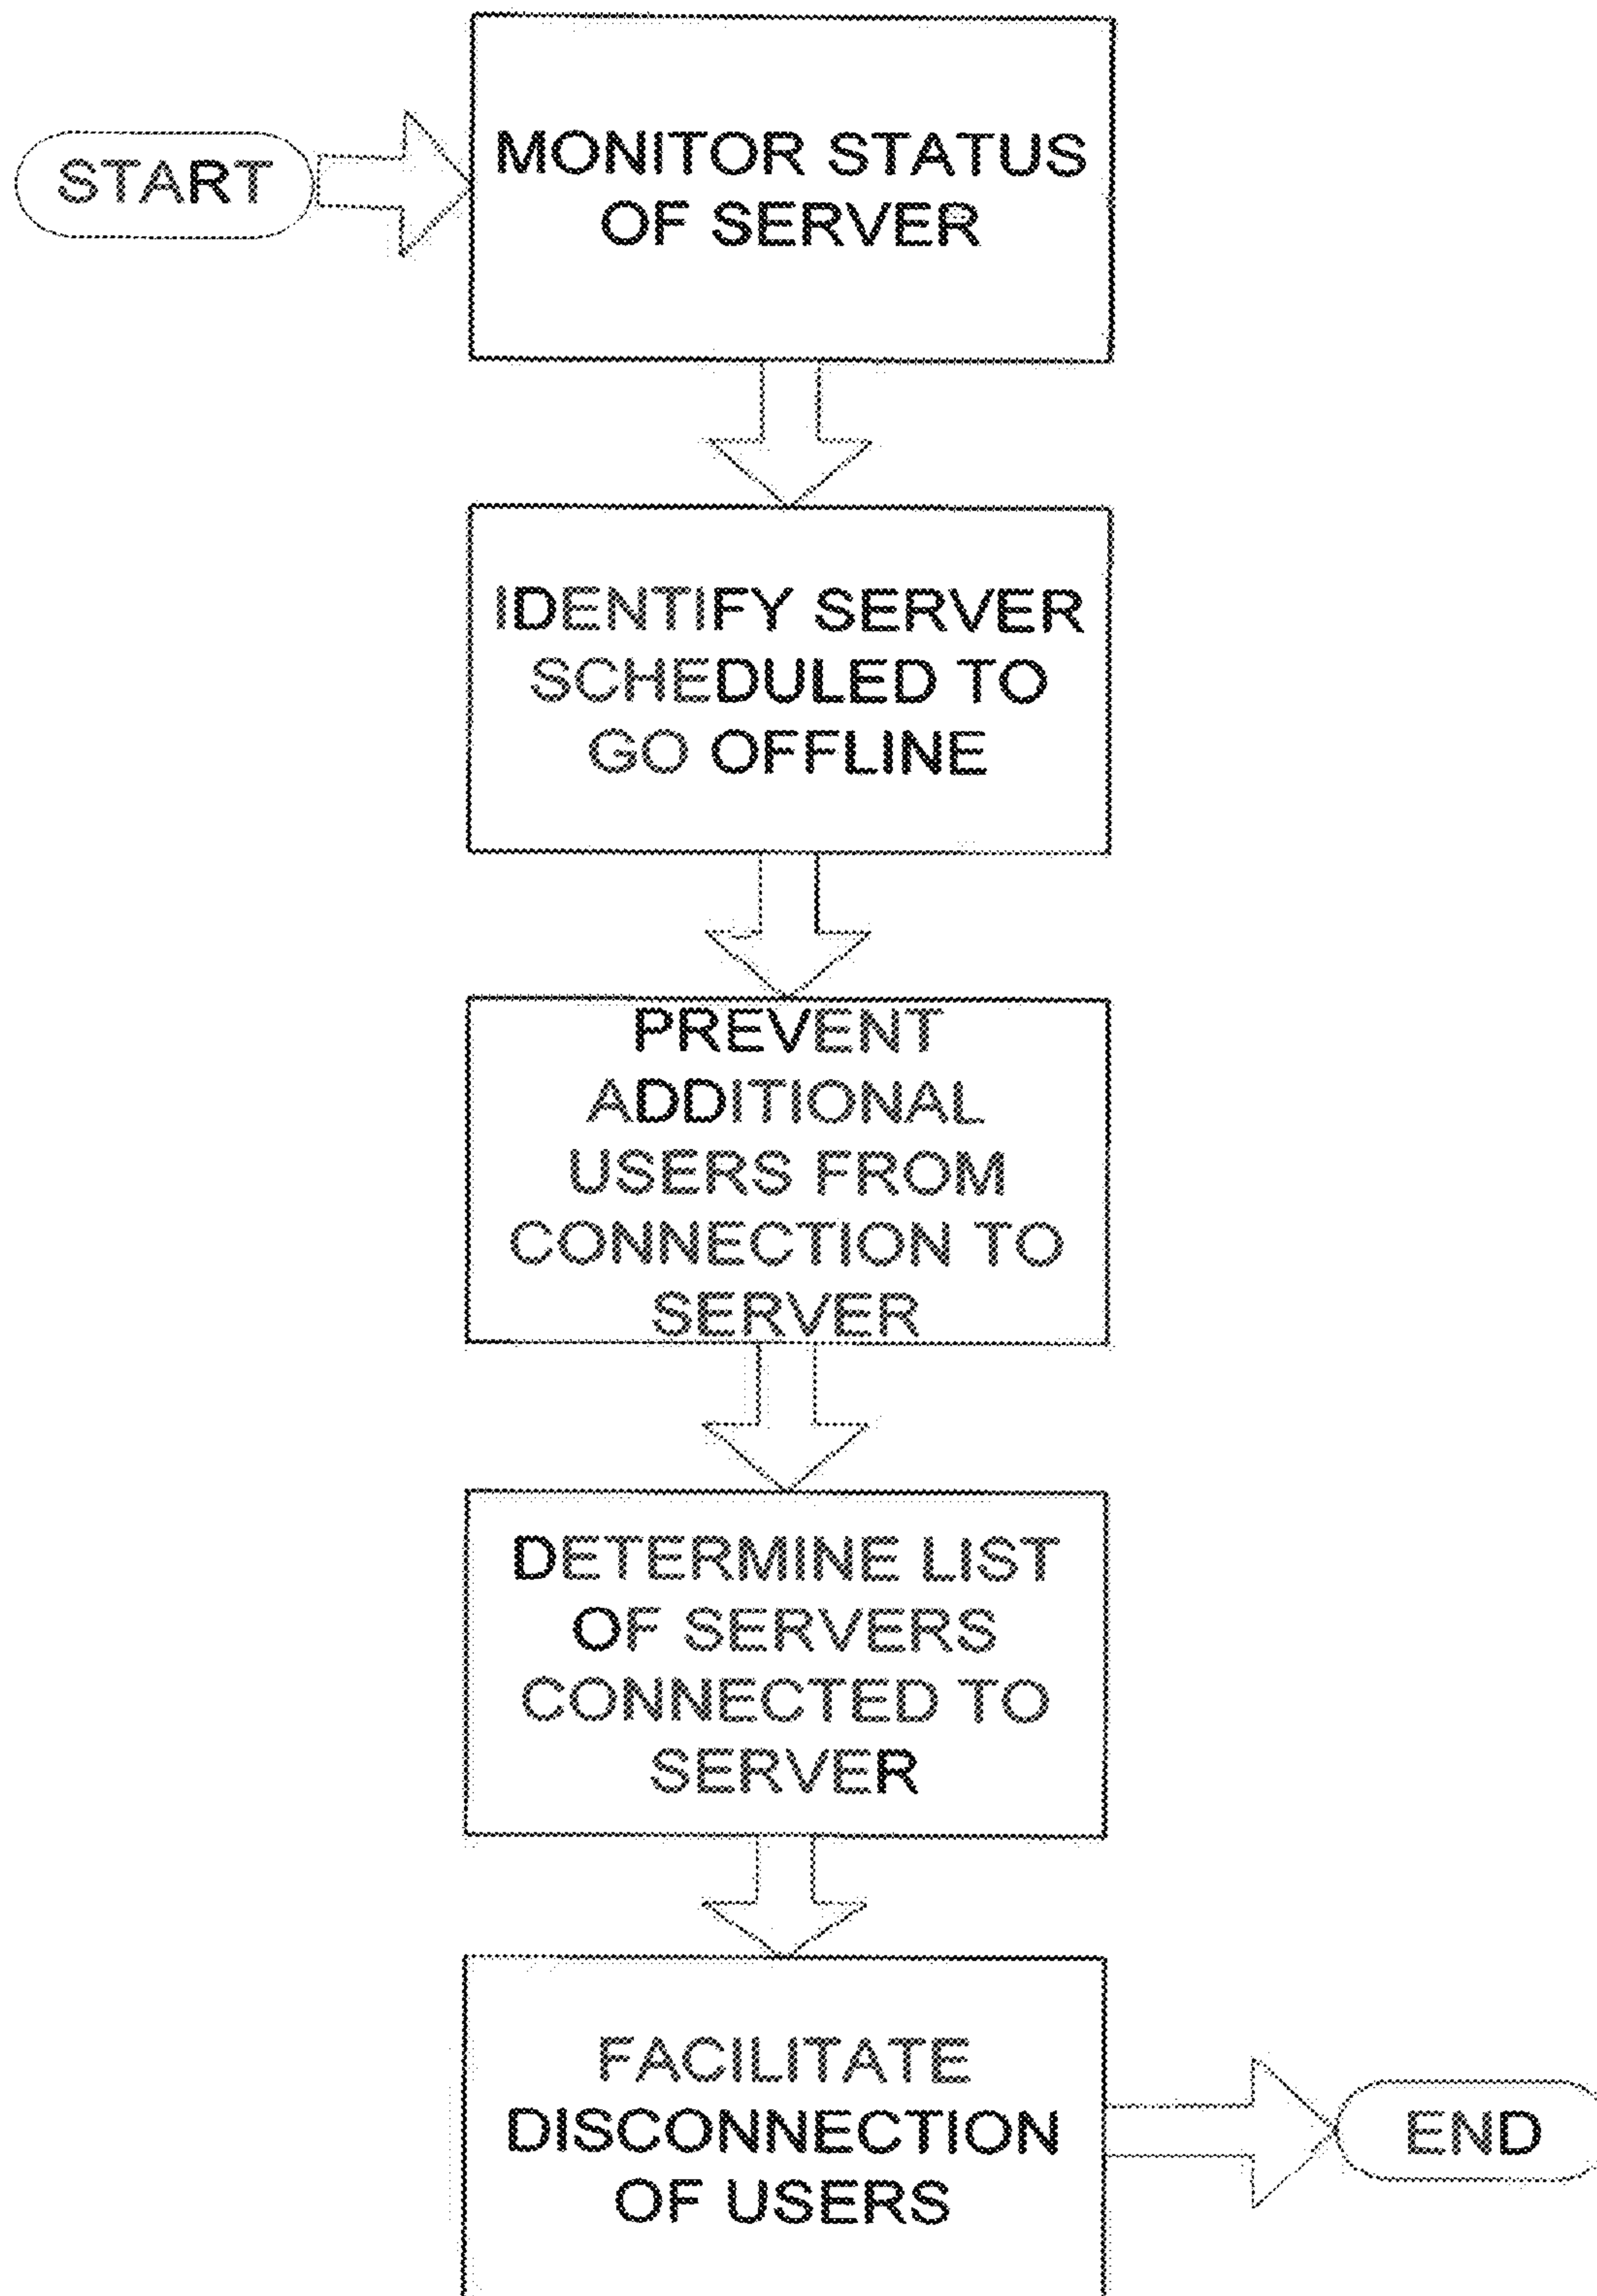 START
MONITOR STATUS
OF SERVER
IDENTIFY SERVER
SCHEDULED TO
GO OFFLINE
PREVENT
ADDITIONAL
USERS FROM
CONNECTION TO
SERVER
DETERMINE LIST
OF SERVERS
CONNECTED TO
SERVER
FACILITATE
DISCONNECTION
OF USERS
END